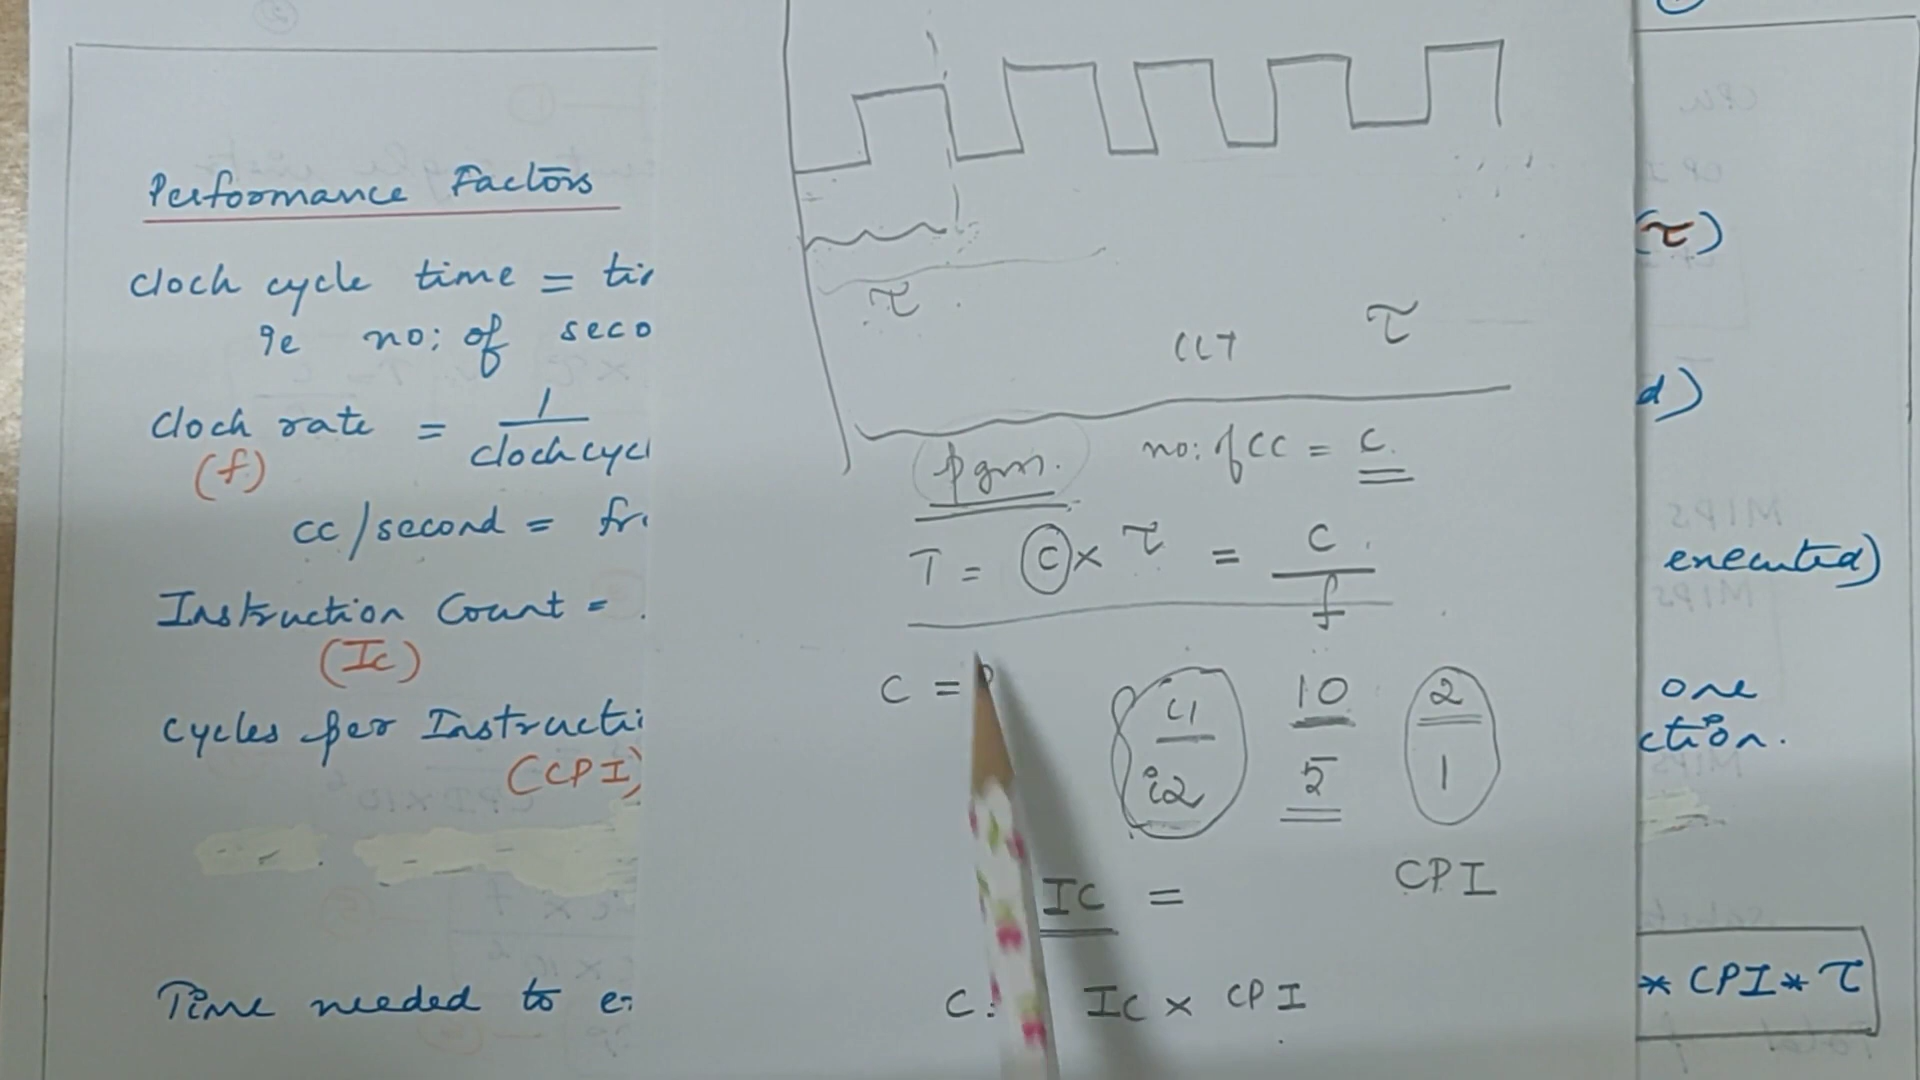 Performance Factors
Clock cycle time = tir
ie no; of seco
Clock rate = 1
clock cycl
(f)
cc/second = fr
Instruction Count =
(Ic)
Cycles per Instructi
(CPI)
Time needed to e
τ
CCT τ
pgm. no: of CC = C
T = C × τ = C
f
C =
i1 10 2
i2 5 1
IC = CPI
C = Ic × CPI
(τ)
d)
executed)
one
ction.
* CPI * τ